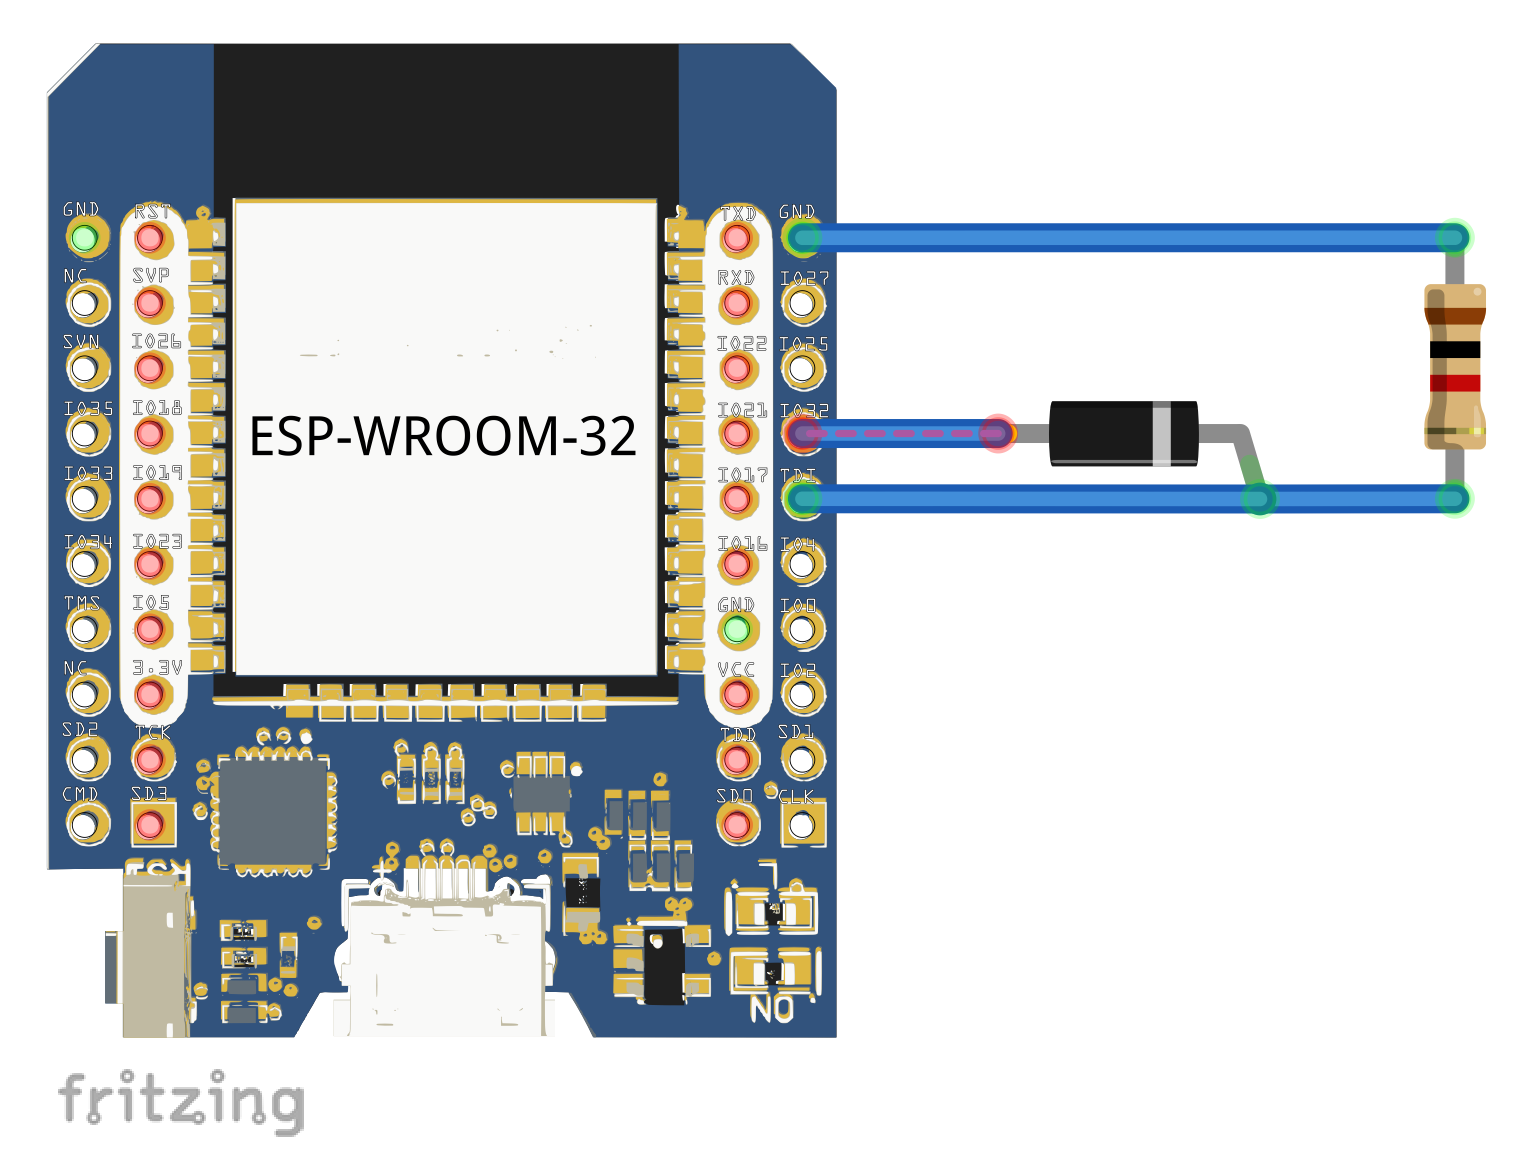 GND RST TXD GND
NC SVP RXD IO27
SVN IO26 IO22 IO25
IO35 IO18 IO21 IO32
ESP-WROOM-32
IO33 IO19 IO17 TDI
IO34 IO23 IO16 IO4
TMS IO5 GND IO0
NC 3.3V VCC IO2
SD2 TCK TDD SD1
CMD SD3 SD0 CLK
+
ON
fritzing